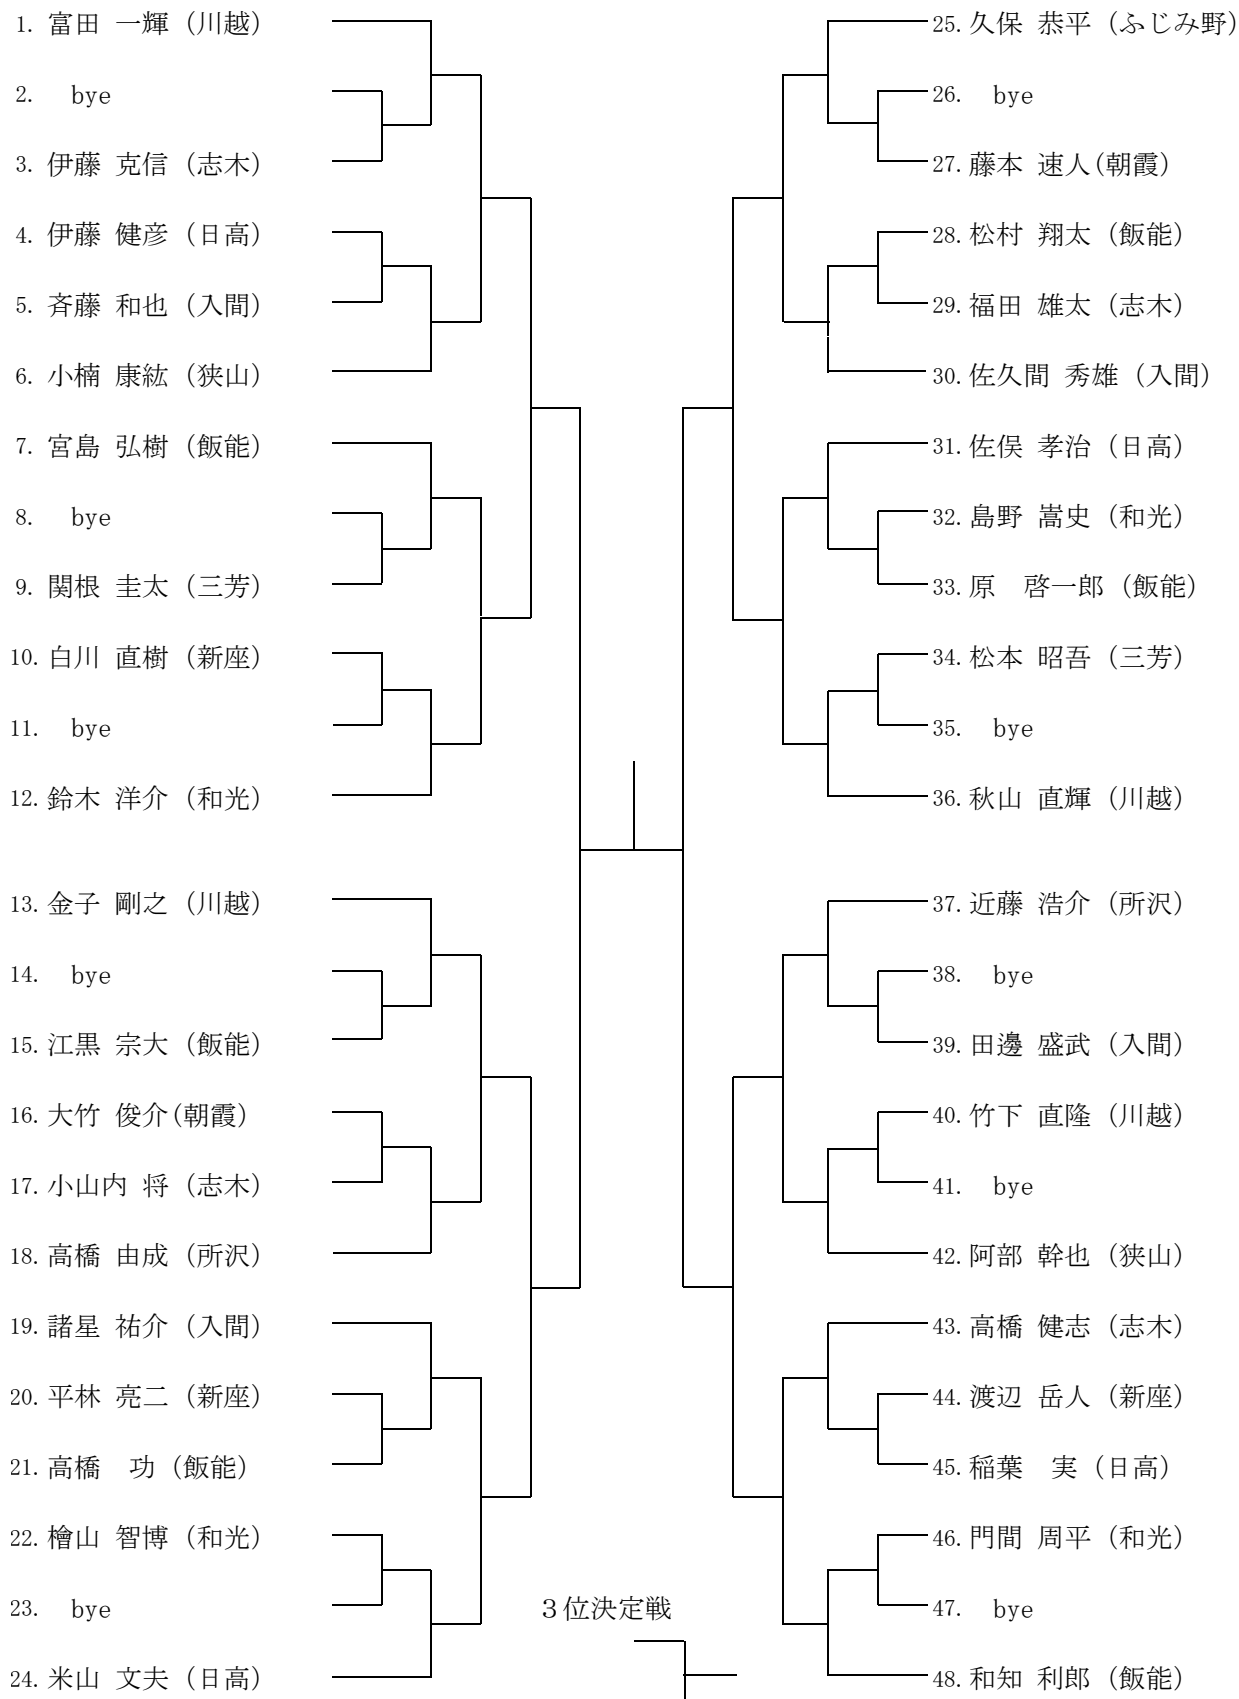 1. 富田 一輝 (川越)
2. bye
3. 伊藤 克信 (志木)
4. 伊藤 健彦 (日高)
5. 斉藤 和也 (入間)
6. 小楠 康紘 (狭山)
7. 宮島 弘樹 (飯能)
8. bye
9. 関根 圭太 (三芳)
10. 白川 直樹 (新座)
11. bye
12. 鈴木 洋介 (和光)
13. 金子 剛之 (川越)
14. bye
15. 江黒 宗大 (飯能)
16. 大竹 俊介(朝霞)
17. 小山内 将 (志木)
18. 高橋 由成 (所沢)
19. 諸星 祐介 (入間)
20. 平林 亮二 (新座)
21. 高橋 功 (飯能)
22. 檜山 智博 (和光)
23. bye
24. 米山 文夫 (日高)
25. 久保 恭平 (ふじみ野)
26. bye
27. 藤本 速人(朝霞)
28. 松村 翔太 (飯能)
29. 福田 雄太 (志木)
30. 佐久間 秀雄 (入間)
31. 佐俣 孝治 (日高)
32. 島野 嵩史 (和光)
33. 原 啓一郎 (飯能)
34. 松本 昭吾 (三芳)
35. bye
36. 秋山 直輝 (川越)
37. 近藤 浩介 (所沢)
38. bye
39. 田邊 盛武 (入間)
40. 竹下 直隆 (川越)
41. bye
42. 阿部 幹也 (狭山)
43. 高橋 健志 (志木)
44. 渡辺 岳人 (新座)
45. 稲葉 実 (日高)
46. 門間 周平 (和光)
47. bye
48. 和知 利郎 (飯能)
３位決定戦